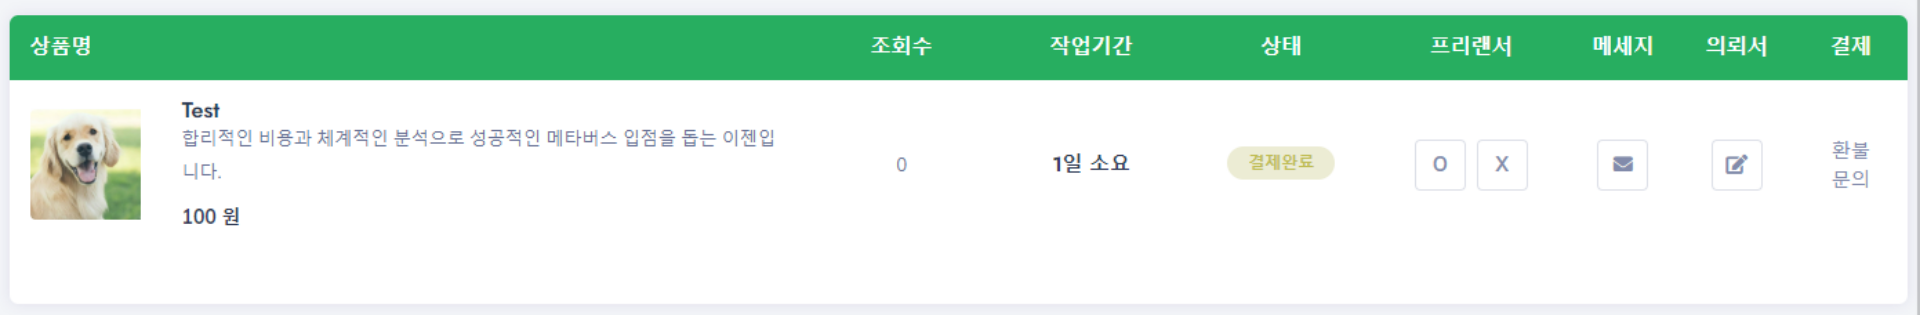 상품명 조회수 작업기간 상태 프리랜서 메세지 의뢰서 결제
Test
합리적인 비용과 체계적인 분석으로 성공적인 메타버스 입점을 돕는 이젠입
니다.
100 원
0
1일 소요
결제완료
O X
환불
문의